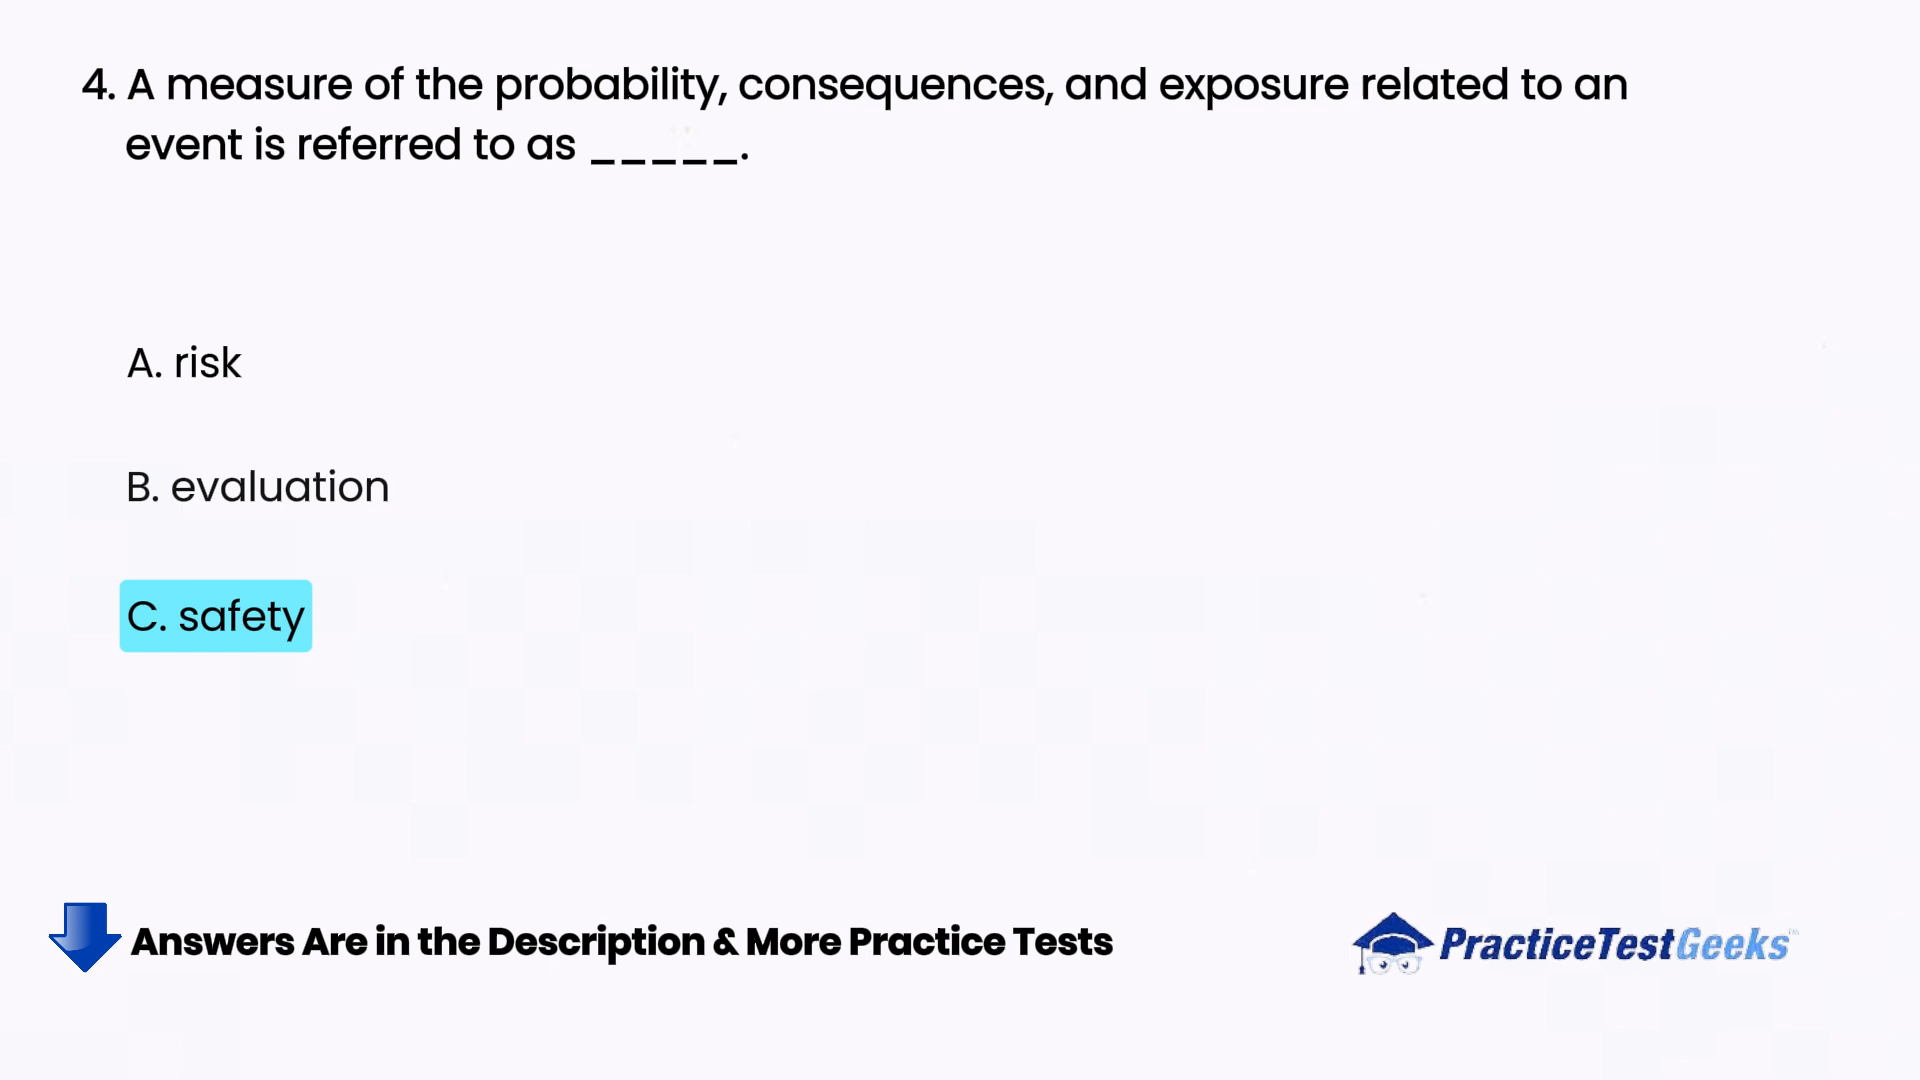 4. A measure of the probability, consequences, and exposure related to an
event is referred to as _____.
A. risk
B. evaluation
C. safety
Answers Are in the Description & More Practice Tests
PracticeTestGeeks™